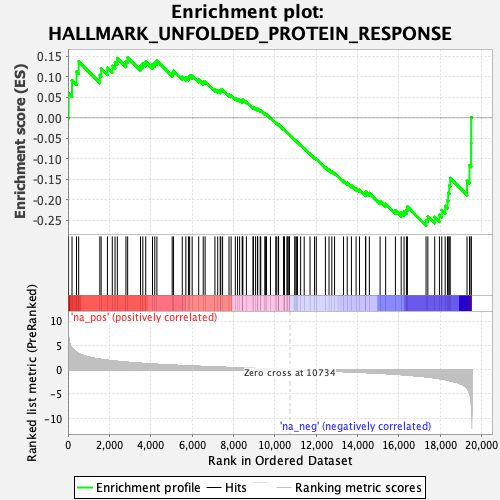 Enrichment plot:
HALLMARK_UNFOLDED_PROTEIN_RESPONSE
Enrichment score (ES)
0.15
0.10
0.05
0.00
-0.05
-0.10
-0.15
-0.20
-0.25
'na_pos' (positively correlated)
Ranked list metric (PreRanked)
10
5
0
-5
-10
Zero cross at 10734
'na_neg' (negatively correlated)
0
2,000
4,000
6,000
8,000
10,000
12,000
14,000
16,000
18,000
20,000
Rank in Ordered Dataset
Enrichment profile
Hits
Ranking metric scores